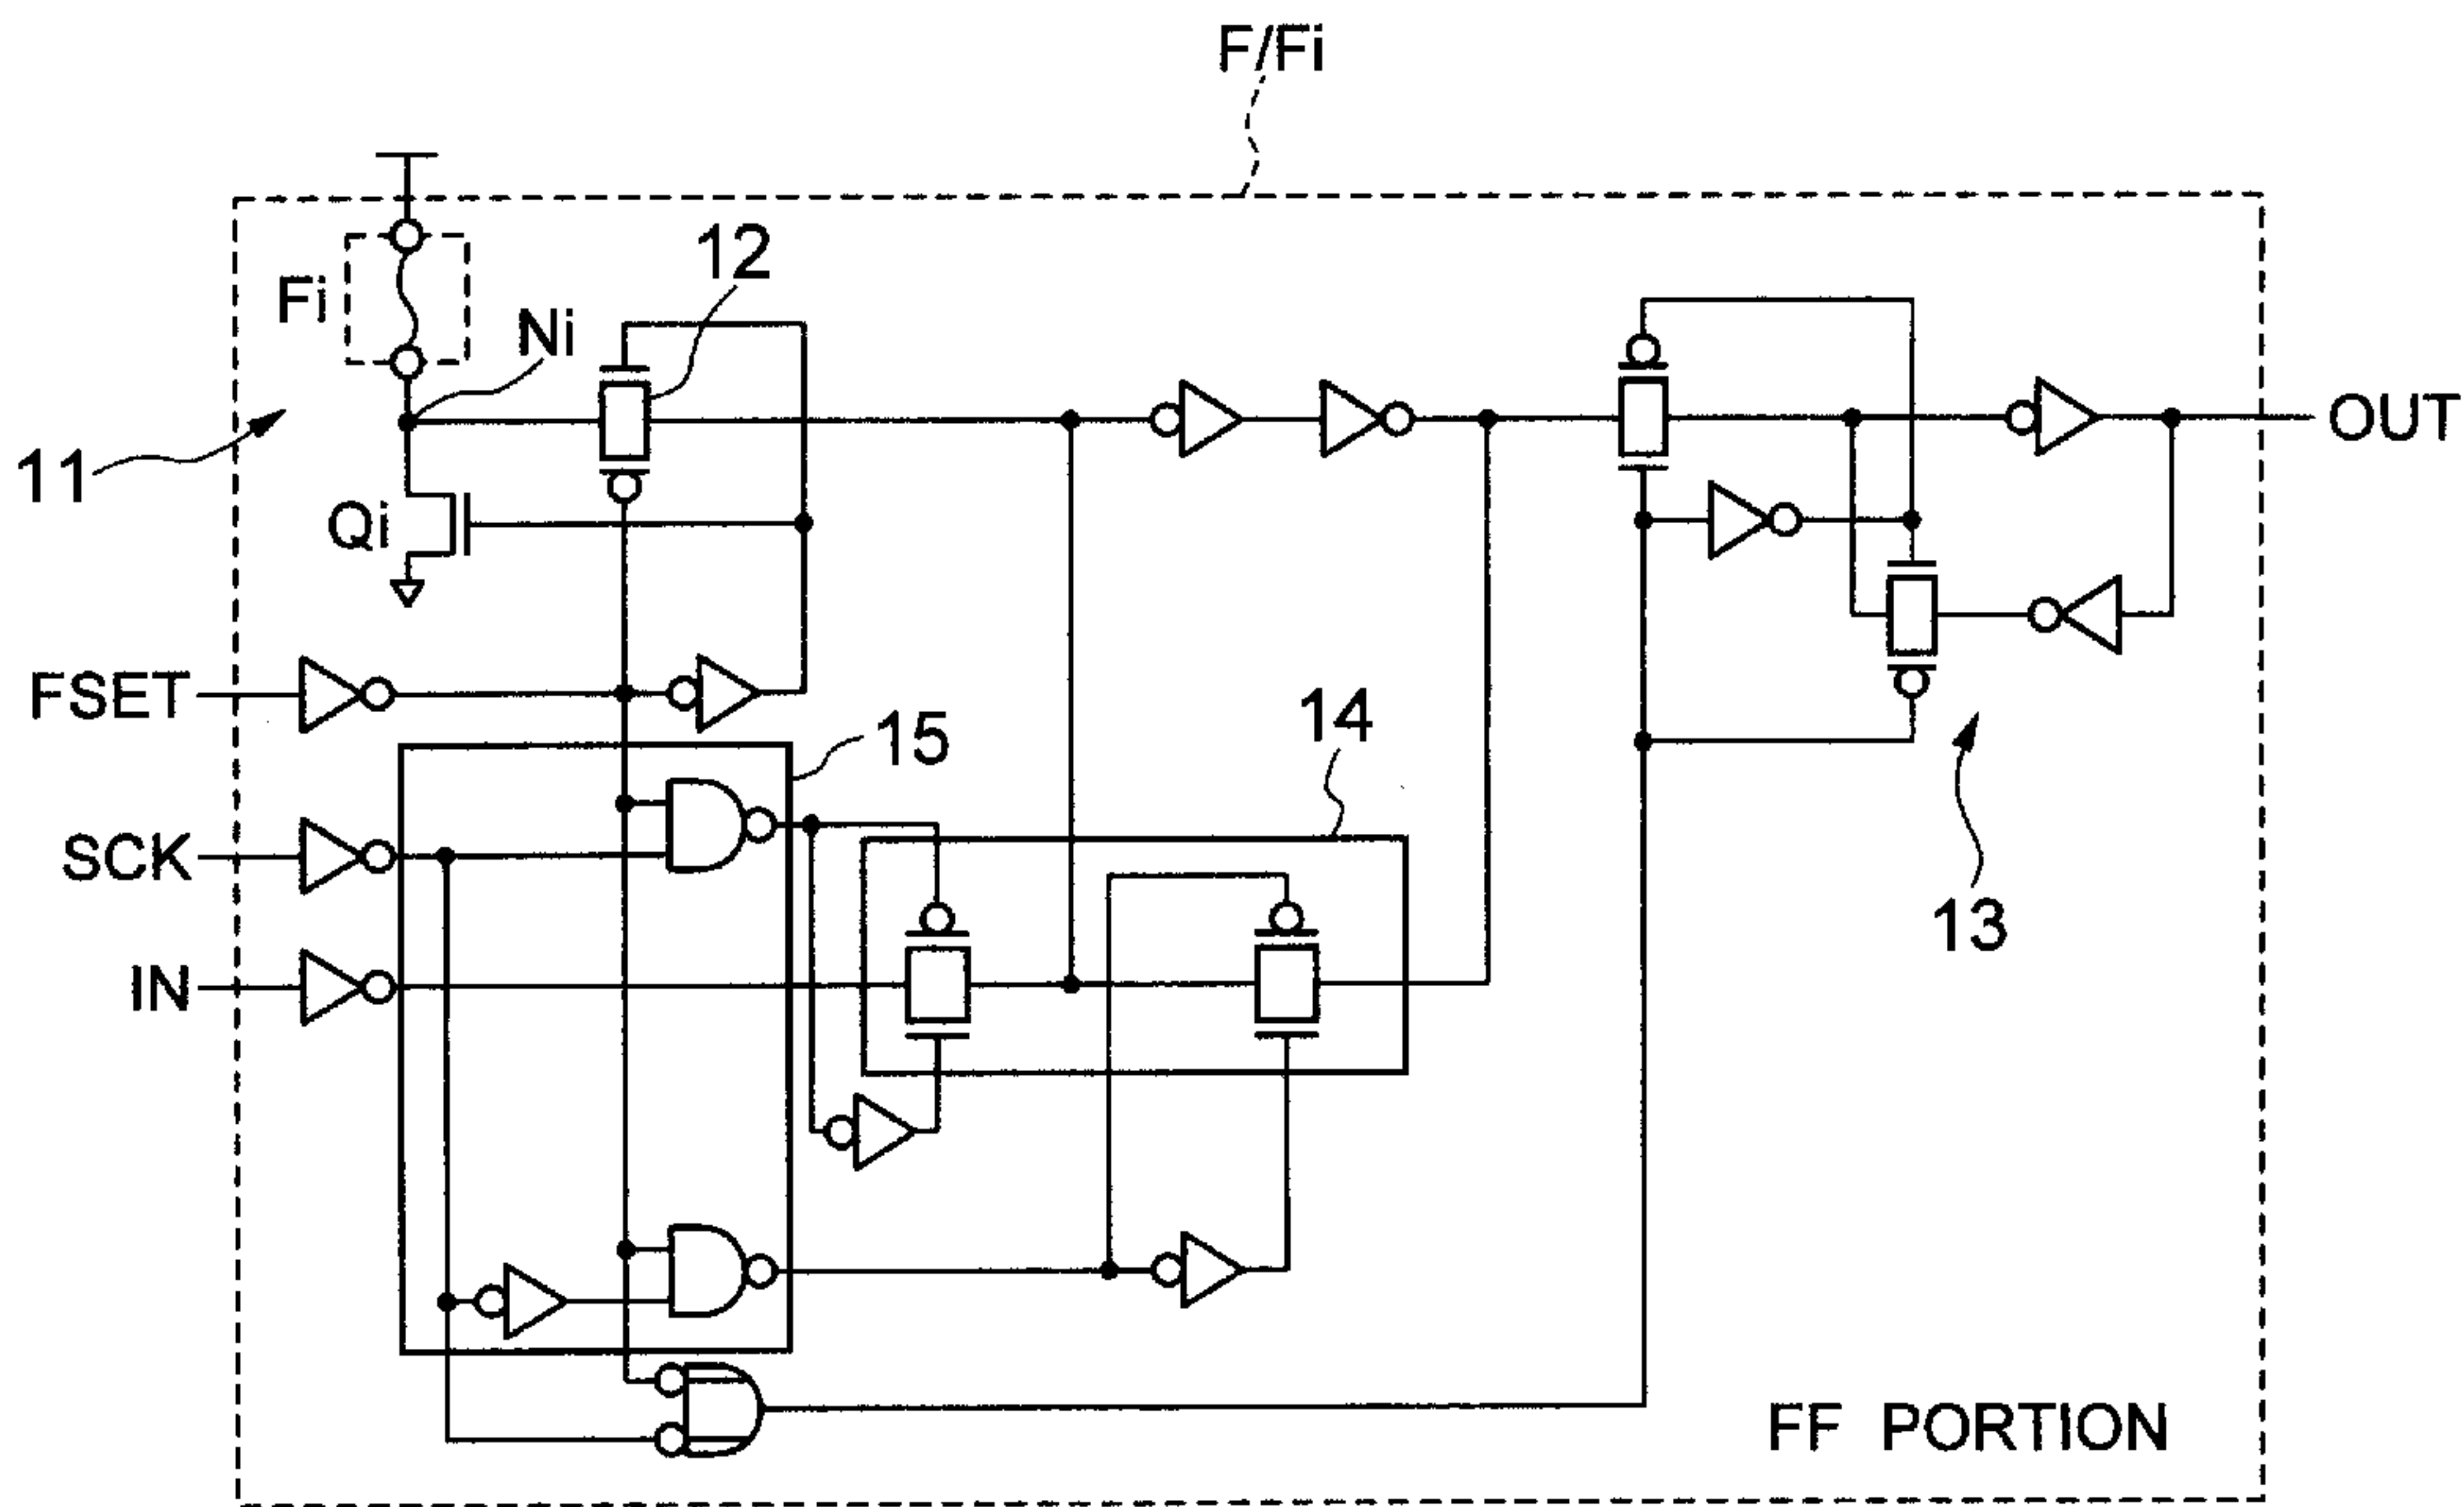 F/Fi
Fi
Ni
12
11
Qi
OUT
FSET
15
14
SCK
13
IN
FF PORTION